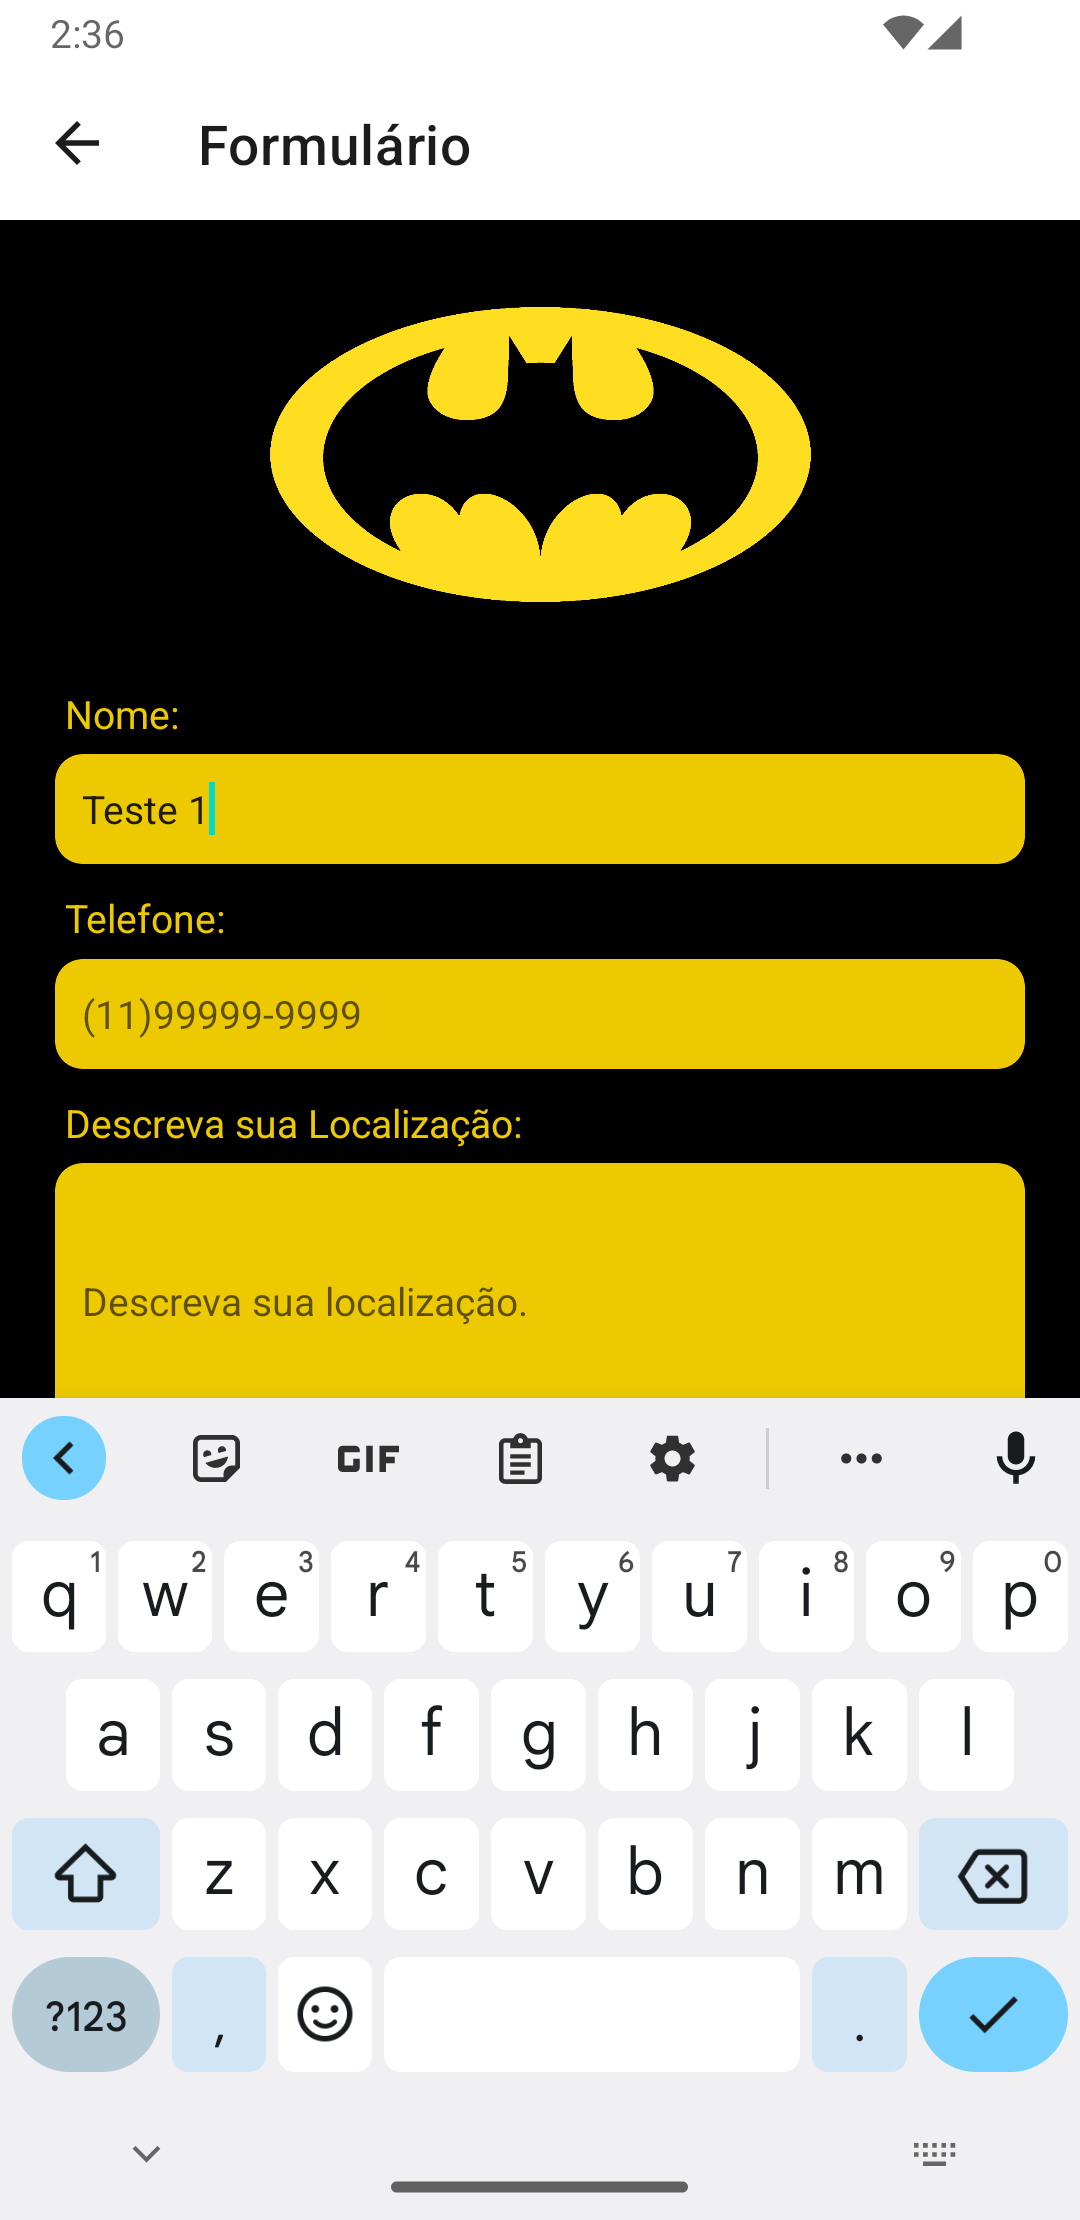 2:36
Formulário
Nome:
Teste 1
Telefone:
(11)99999-9999
Descreva sua Localização:
Descreva sua localização.
GIF
q 1 w 2 e 3 r 4 t 5 y 6 u 7 i 8 o 9 p 0
a s d f g h j k l
z x c v b n m
?123 , .